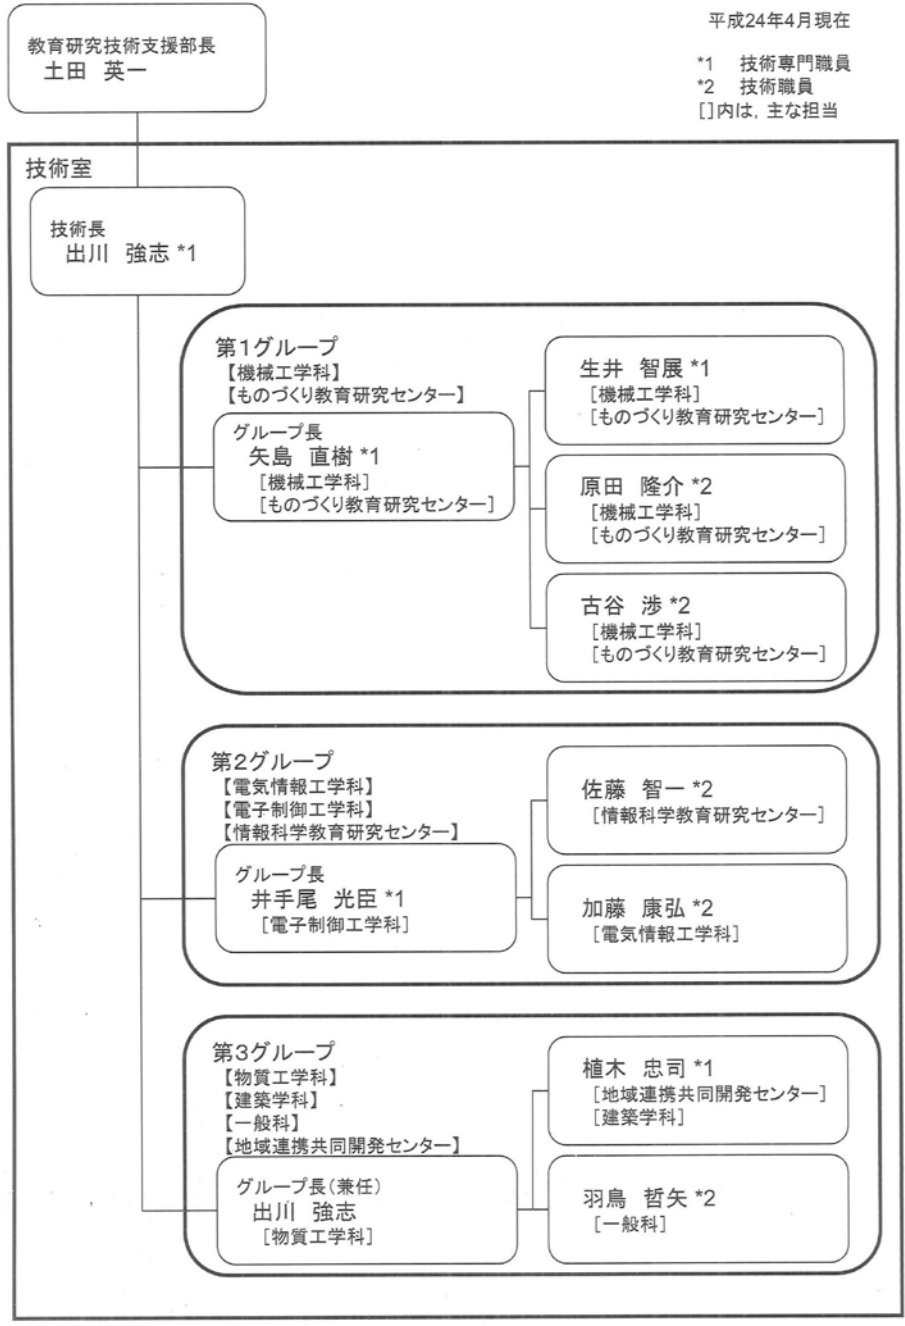 平成24年4月現在
*1 技術専門職員
*2 技術職員
[]内は, 主な担当
教育研究技術支援部長
土田 英一
技術室
技術長
出川 強志 *1
第1グループ
【機械工学科】
【ものづくり教育研究センター】
グループ長
矢島 直樹 *1
[機械工学科]
[ものづくり教育研究センター]
生井 智展 *1
[機械工学科]
[ものづくり教育研究センター]
原田 隆介 *2
[機械工学科]
[ものづくり教育研究センター]
古谷 渉 *2
[機械工学科]
[ものづくり教育研究センター]
第2グループ
【電気情報工学科】
【電子制御工学科】
【情報科学教育研究センター】
グループ長
井手尾 光臣 *1
[電子制御工学科]
佐藤 智一 *2
[情報科学教育研究センター]
加藤 康弘 *2
[電気情報工学科]
第3グループ
【物質工学科】
【建築学科】
【一般科】
【地域連携共同開発センター】
グループ長(兼任)
出川 強志
[物質工学科]
植木 忠司 *1
[地域連携共同開発センター]
[建築学科]
羽鳥 哲矢 *2
[一般科]